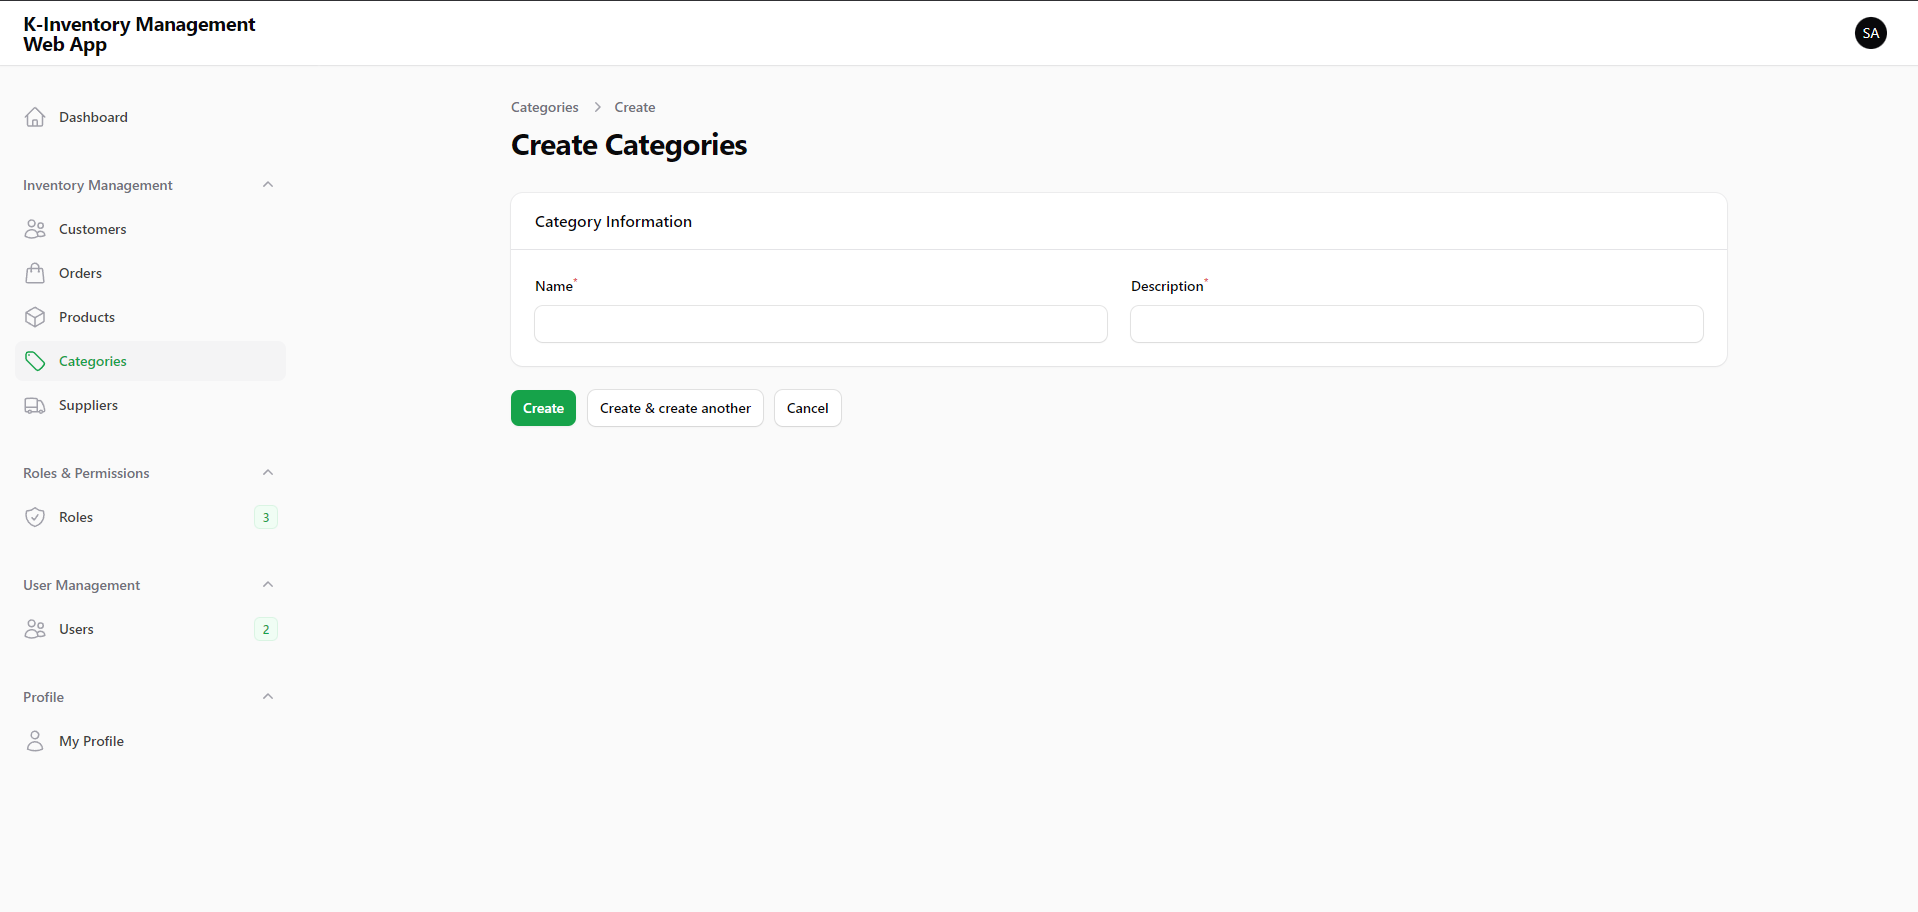 K-Inventory Management
Web App
SA
Dashboard
Inventory Management
Customers
Orders
Products
Categories
Suppliers
Roles & Permissions
Roles
3
User Management
Users
2
Profile
My Profile
Categories > Create
Create Categories
Category Information
Name*
Description*
Create
Create & create another
Cancel